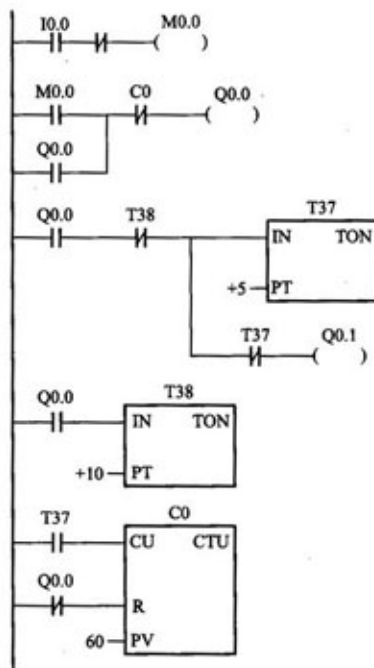 I0.0 M0.0
M0.0 C0 Q0.0
Q0.0
Q0.0 T38 T37
IN TON
+5 PT
T37 Q0.1
Q0.0 T38
IN TON
+10 PT
T37 C0
CU CTU
Q0.0
R
60 PV